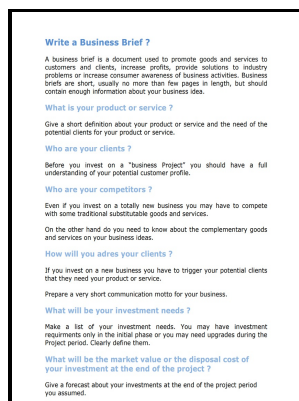 Write a Business Brief ?
A business brief is a document used to promote goods and services to
customers and clients, increase profits, provide solutions to industry
problems or increase consumer awareness of business activities. Business
briefs are short, usually no more than few pages in length, but should
contain enough information about your business idea.
What is your product or service ?
Give a short definition about your product or service and the need of the
potential clients for your product or service.
Who are your clients ?
Before you invest on a "business Project" you should have a full
understanding of your potential customer profile.
Who are your competitors ?
Even if you invest on a totally new business you may have to compete
with some traditional substitutable goods and services.
On the other hand do you need to know about the complementary goods
and services on your business ideas.
How will you adres your clients ?
If you invest on a new business you have to trigger your potential clients
that they need your product or service.
Prepare a very short communication motto for your business.
What will be your investment needs ?
Make a list of your investment needs. You may have investment
requirments only in the initial phase or you may need upgrades during the
Project period. Clearly define them.
What will be the market value or the disposal cost of
your investment at the end of the project ?
Give a forecast about your investments at the end of the project period
you assumed.